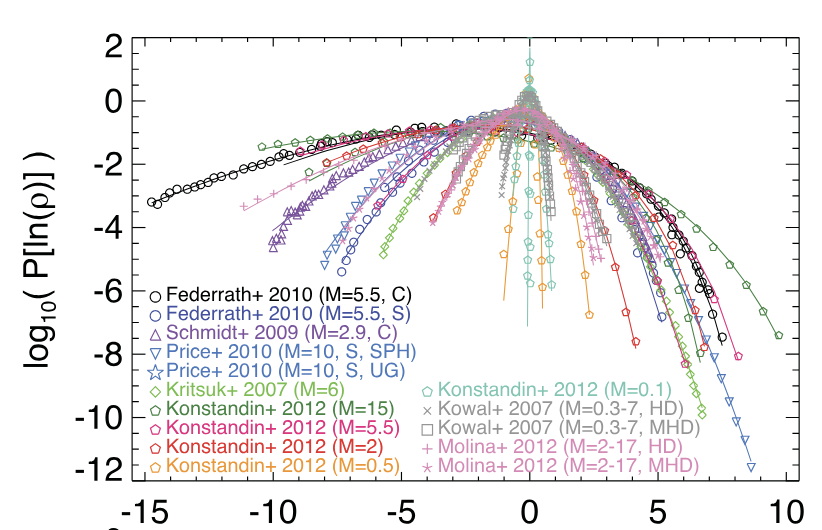 2
0
-2
-4
-6
-8
-10
-12
log10( P[ln(ρ)] )
Federrath+ 2010 (M=5.5, C)
Federrath+ 2010 (M=5.5, S)
Schmidt+ 2009 (M=2.9, C)
Price+ 2010 (M=10, S, SPH)
Price+ 2010 (M=10, S, UG)
Kritsuk+ 2007 (M=6)
Konstandin+ 2012 (M=15)
Konstandin+ 2012 (M=5.5)
Konstandin+ 2012 (M=2)
Konstandin+ 2012 (M=0.5)
Konstandin+ 2012 (M=0.1)
Kowal+ 2007 (M=0.3-7, HD)
Kowal+ 2007 (M=0.3-7, MHD)
Molina+ 2012 (M=2-17, HD)
Molina+ 2012 (M=2-17, MHD)
-15 -10 -5 0 5 10